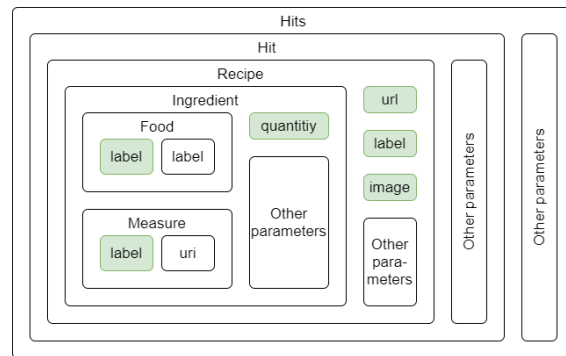 Hits
Hit
Recipe
Ingredient
Food
label
label
quantitiy
Measure
label
uri
Other
parameters
url
label
image
Other
para-
meters
Other parameters
Other parameters